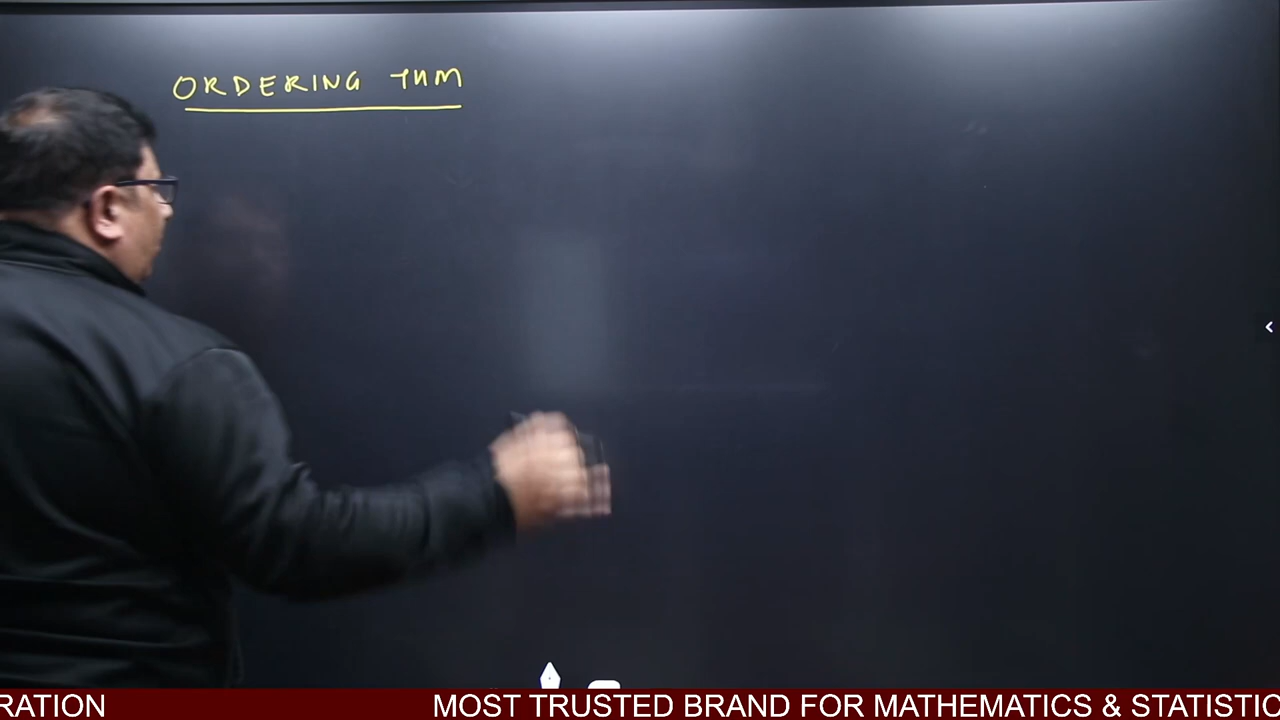 ORDERING THM
RATION MOST TRUSTED BRAND FOR MATHEMATICS & STATISTIC